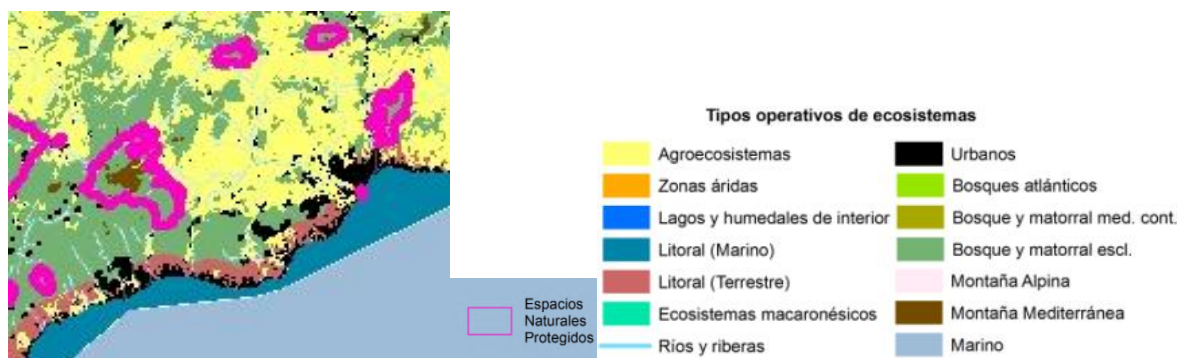 Espacios
Naturales
Protegidos
Tipos operativos de ecosistemas
Agroecosistemas
Zonas áridas
Lagos y humedales de interior
Litoral (Marino)
Litoral (Terrestre)
Ecosistemas macaronésicos
Ríos y riberas
Urbanos
Bosques atlánticos
Bosque y matorral med. cont.
Bosque y matorral escl.
Montaña Alpina
Montaña Mediterránea
Marino